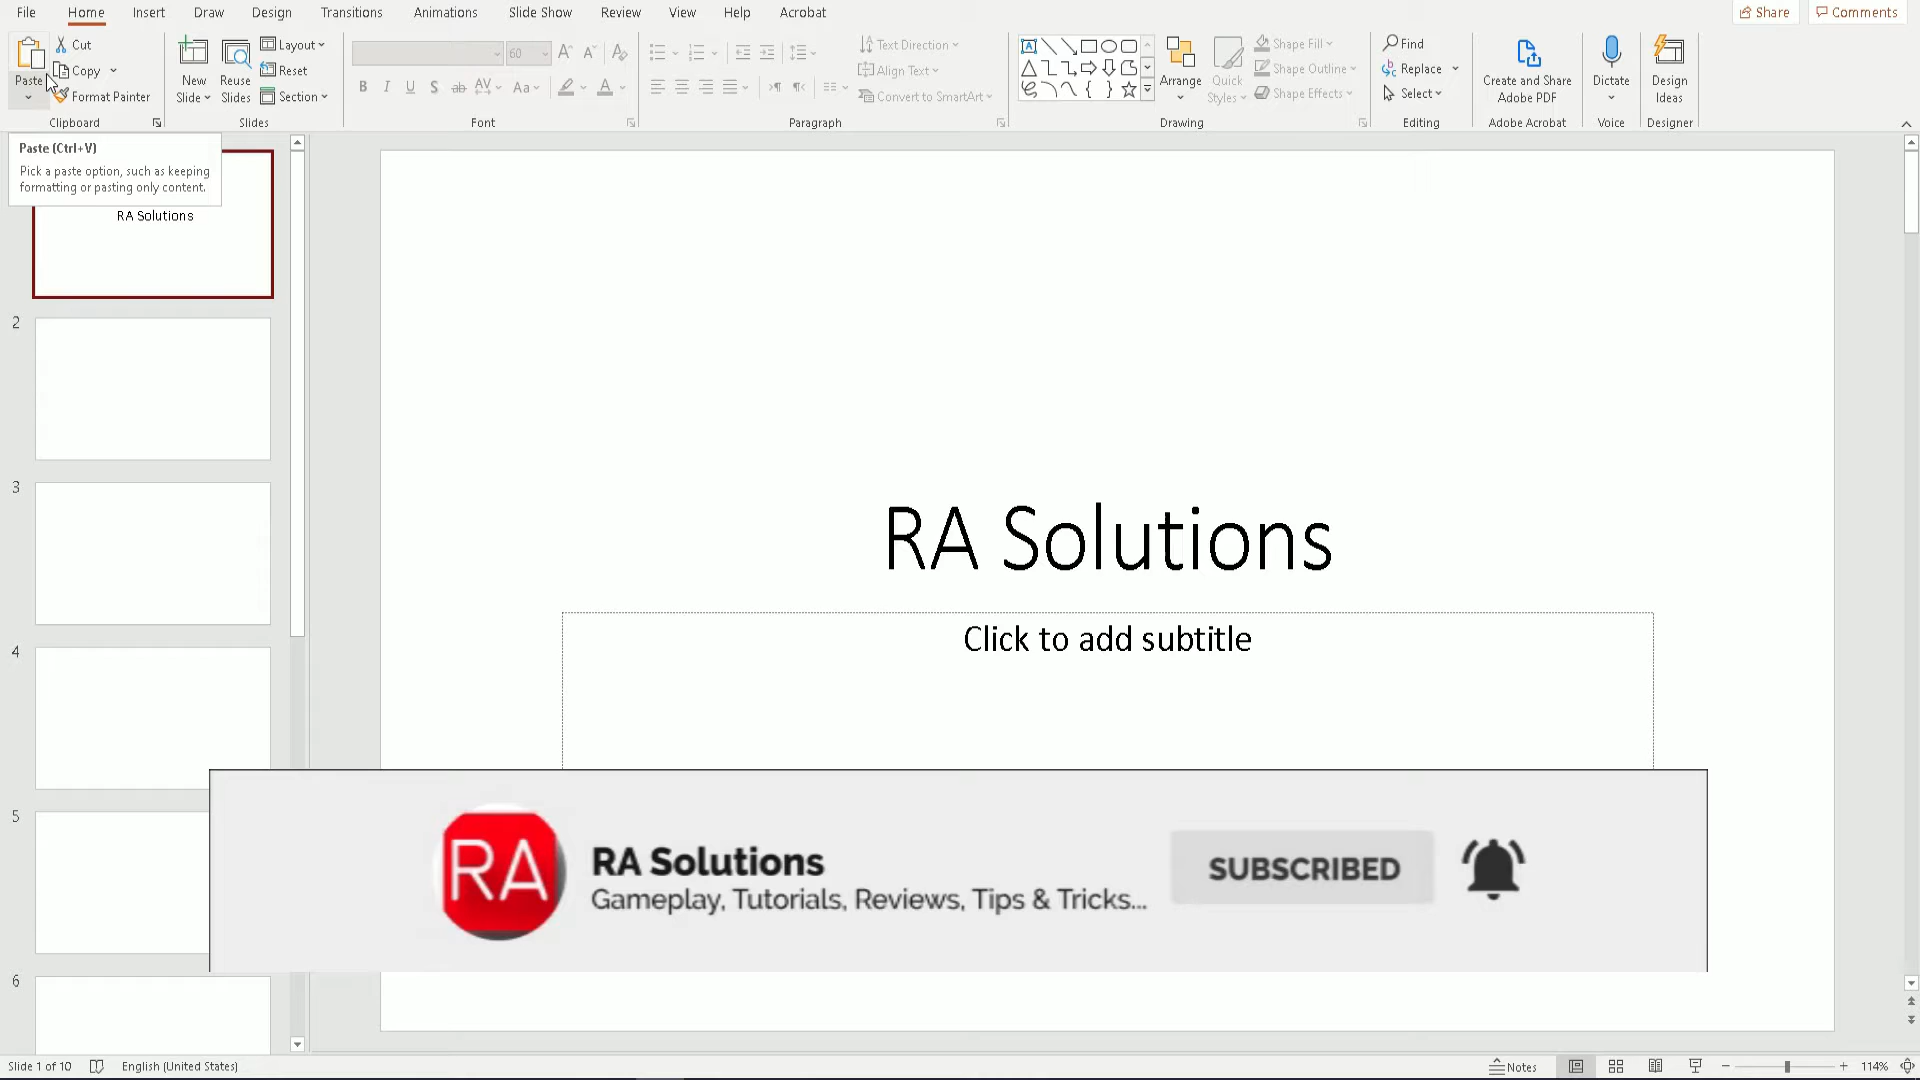 File Home Insert Draw Design Transitions Animations Slide Show Review View Help Acrobat Share Comments
Paste Cut Copy Format Painter
New Slide Reuse Slides Layout Reset Section
60
Text Direction Align Text Convert to SmartArt
Arrange Quick Styles Shape Fill Shape Outline Shape Effects
Find Replace Select
Create and Share Adobe PDF
Dictate
Design Ideas
Clipboard Slides Font Paragraph Drawing Editing Adobe Acrobat Voice Designer
Paste (Ctrl+V)
Pick a paste option, such as keeping
formatting or pasting only content.
RA Solutions
2
3
4
5
6
RA Solutions
Click to add subtitle
RA
RA Solutions
Gameplay, Tutorials, Reviews, Tips & Tricks...
SUBSCRIBED
Slide 1 of 10 English (United States) Notes 114%